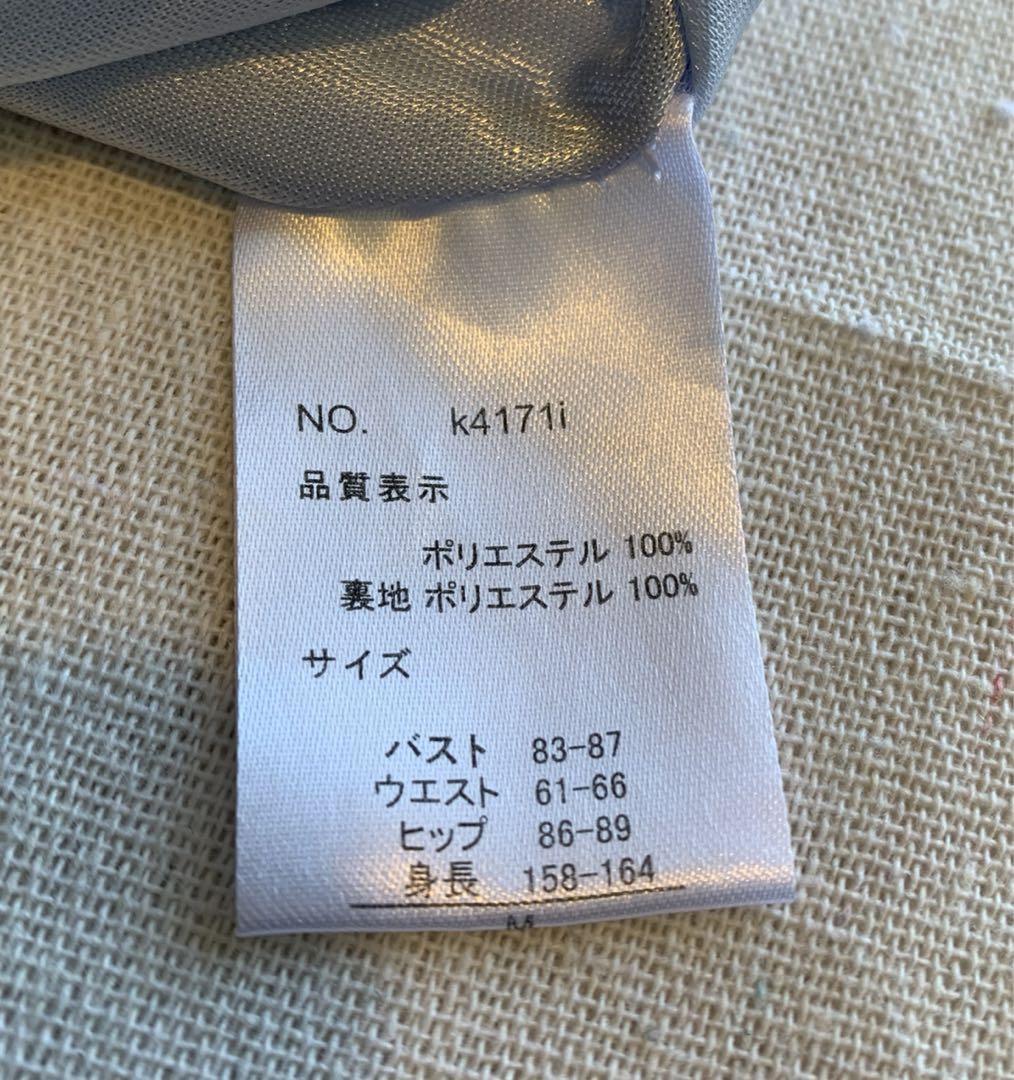 NO. k4171i
品質表示
ポリエステル 100%
裏地 ポリエステル 100%
サイズ
バスト 83-87
ウエスト 61-66
ヒップ 86-89
身長 158-164